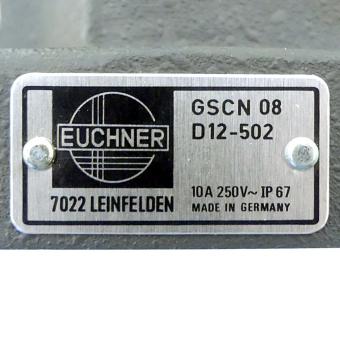 EUCHNER
7022 LEINFELDEN
GSCN 08
D12-502
10A 250V~ IP 67
MADE IN GERMANY